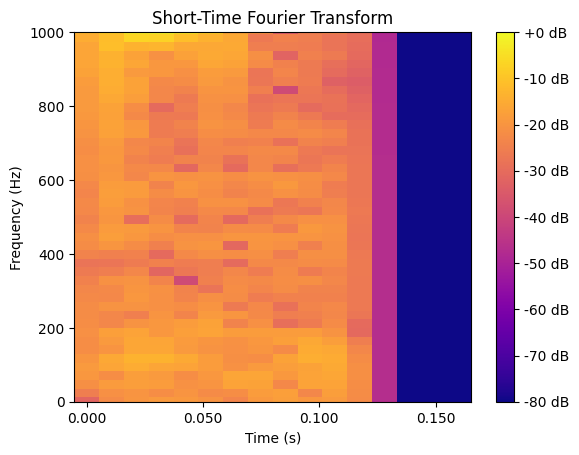 Short-Time Fourier Transform
Frequency (Hz)
1000
800
600
400
200
0
0.000
0.050
0.100
0.150
Time (s)
+0 dB
-10 dB
-20 dB
-30 dB
-40 dB
-50 dB
-60 dB
-70 dB
-80 dB